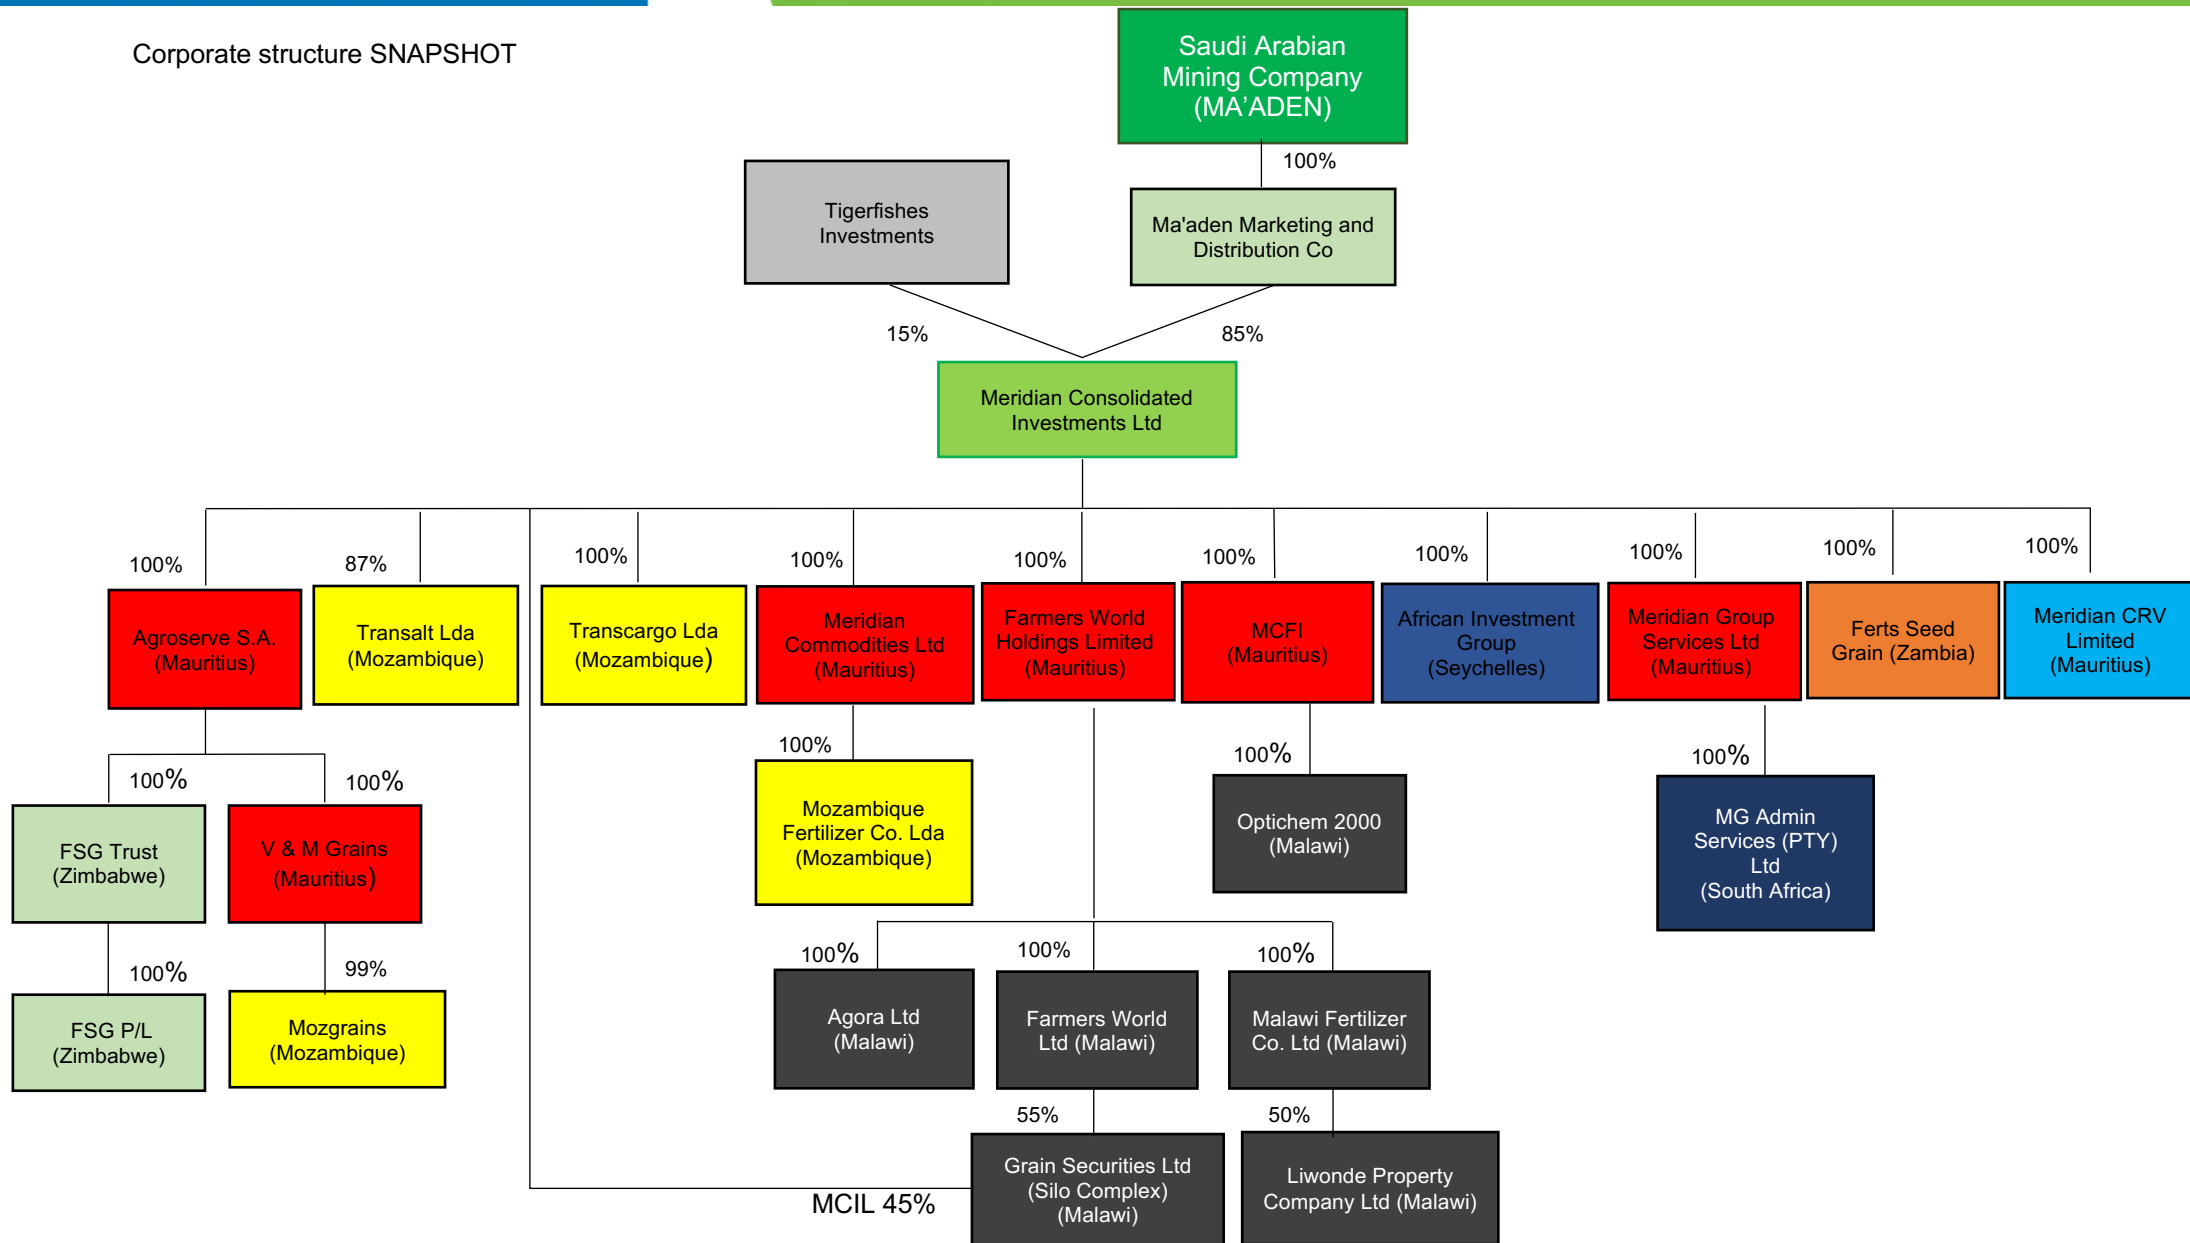 Corporate structure SNAPSHOT
Saudi Arabian
Mining Company
(MA'ADEN)
100%
Tigerfishes
Investments
Ma'aden Marketing and
Distribution Co
15%
85%
Meridian Consolidated
Investments Ltd
100%
87%
100%
100%
100%
100%
100%
100%
100%
100%
Agroserve S.A.
(Mauritius)
Transalt Lda
(Mozambique)
Transcargo Lda
(Mozambique)
Meridian
Commodities Ltd
(Mauritius)
Farmers World
Holdings Limited
(Mauritius)
MCFI
(Mauritius)
African Investment
Group
(Seychelles)
Meridian Group
Services Ltd
(Mauritius)
Ferts Seed
Grain (Zambia)
Meridian CRV
Limited
(Mauritius)
100%
100%
100%
100%
100%
FSG Trust
(Zimbabwe)
V & M Grains
(Mauritius)
Mozambique
Fertilizer Co. Lda
(Mozambique)
Optichem 2000
(Malawi)
MG Admin
Services (PTY)
Ltd
(South Africa)
100%
99%
100%
100%
100%
FSG P/L
(Zimbabwe)
Mozgrains
(Mozambique)
Agora Ltd
(Malawi)
Farmers World
Ltd (Malawi)
Malawi Fertilizer
Co. Ltd (Malawi)
55%
50%
MCIL 45%
Grain Securities Ltd
(Silo Complex)
(Malawi)
Liwonde Property
Company Ltd (Malawi)